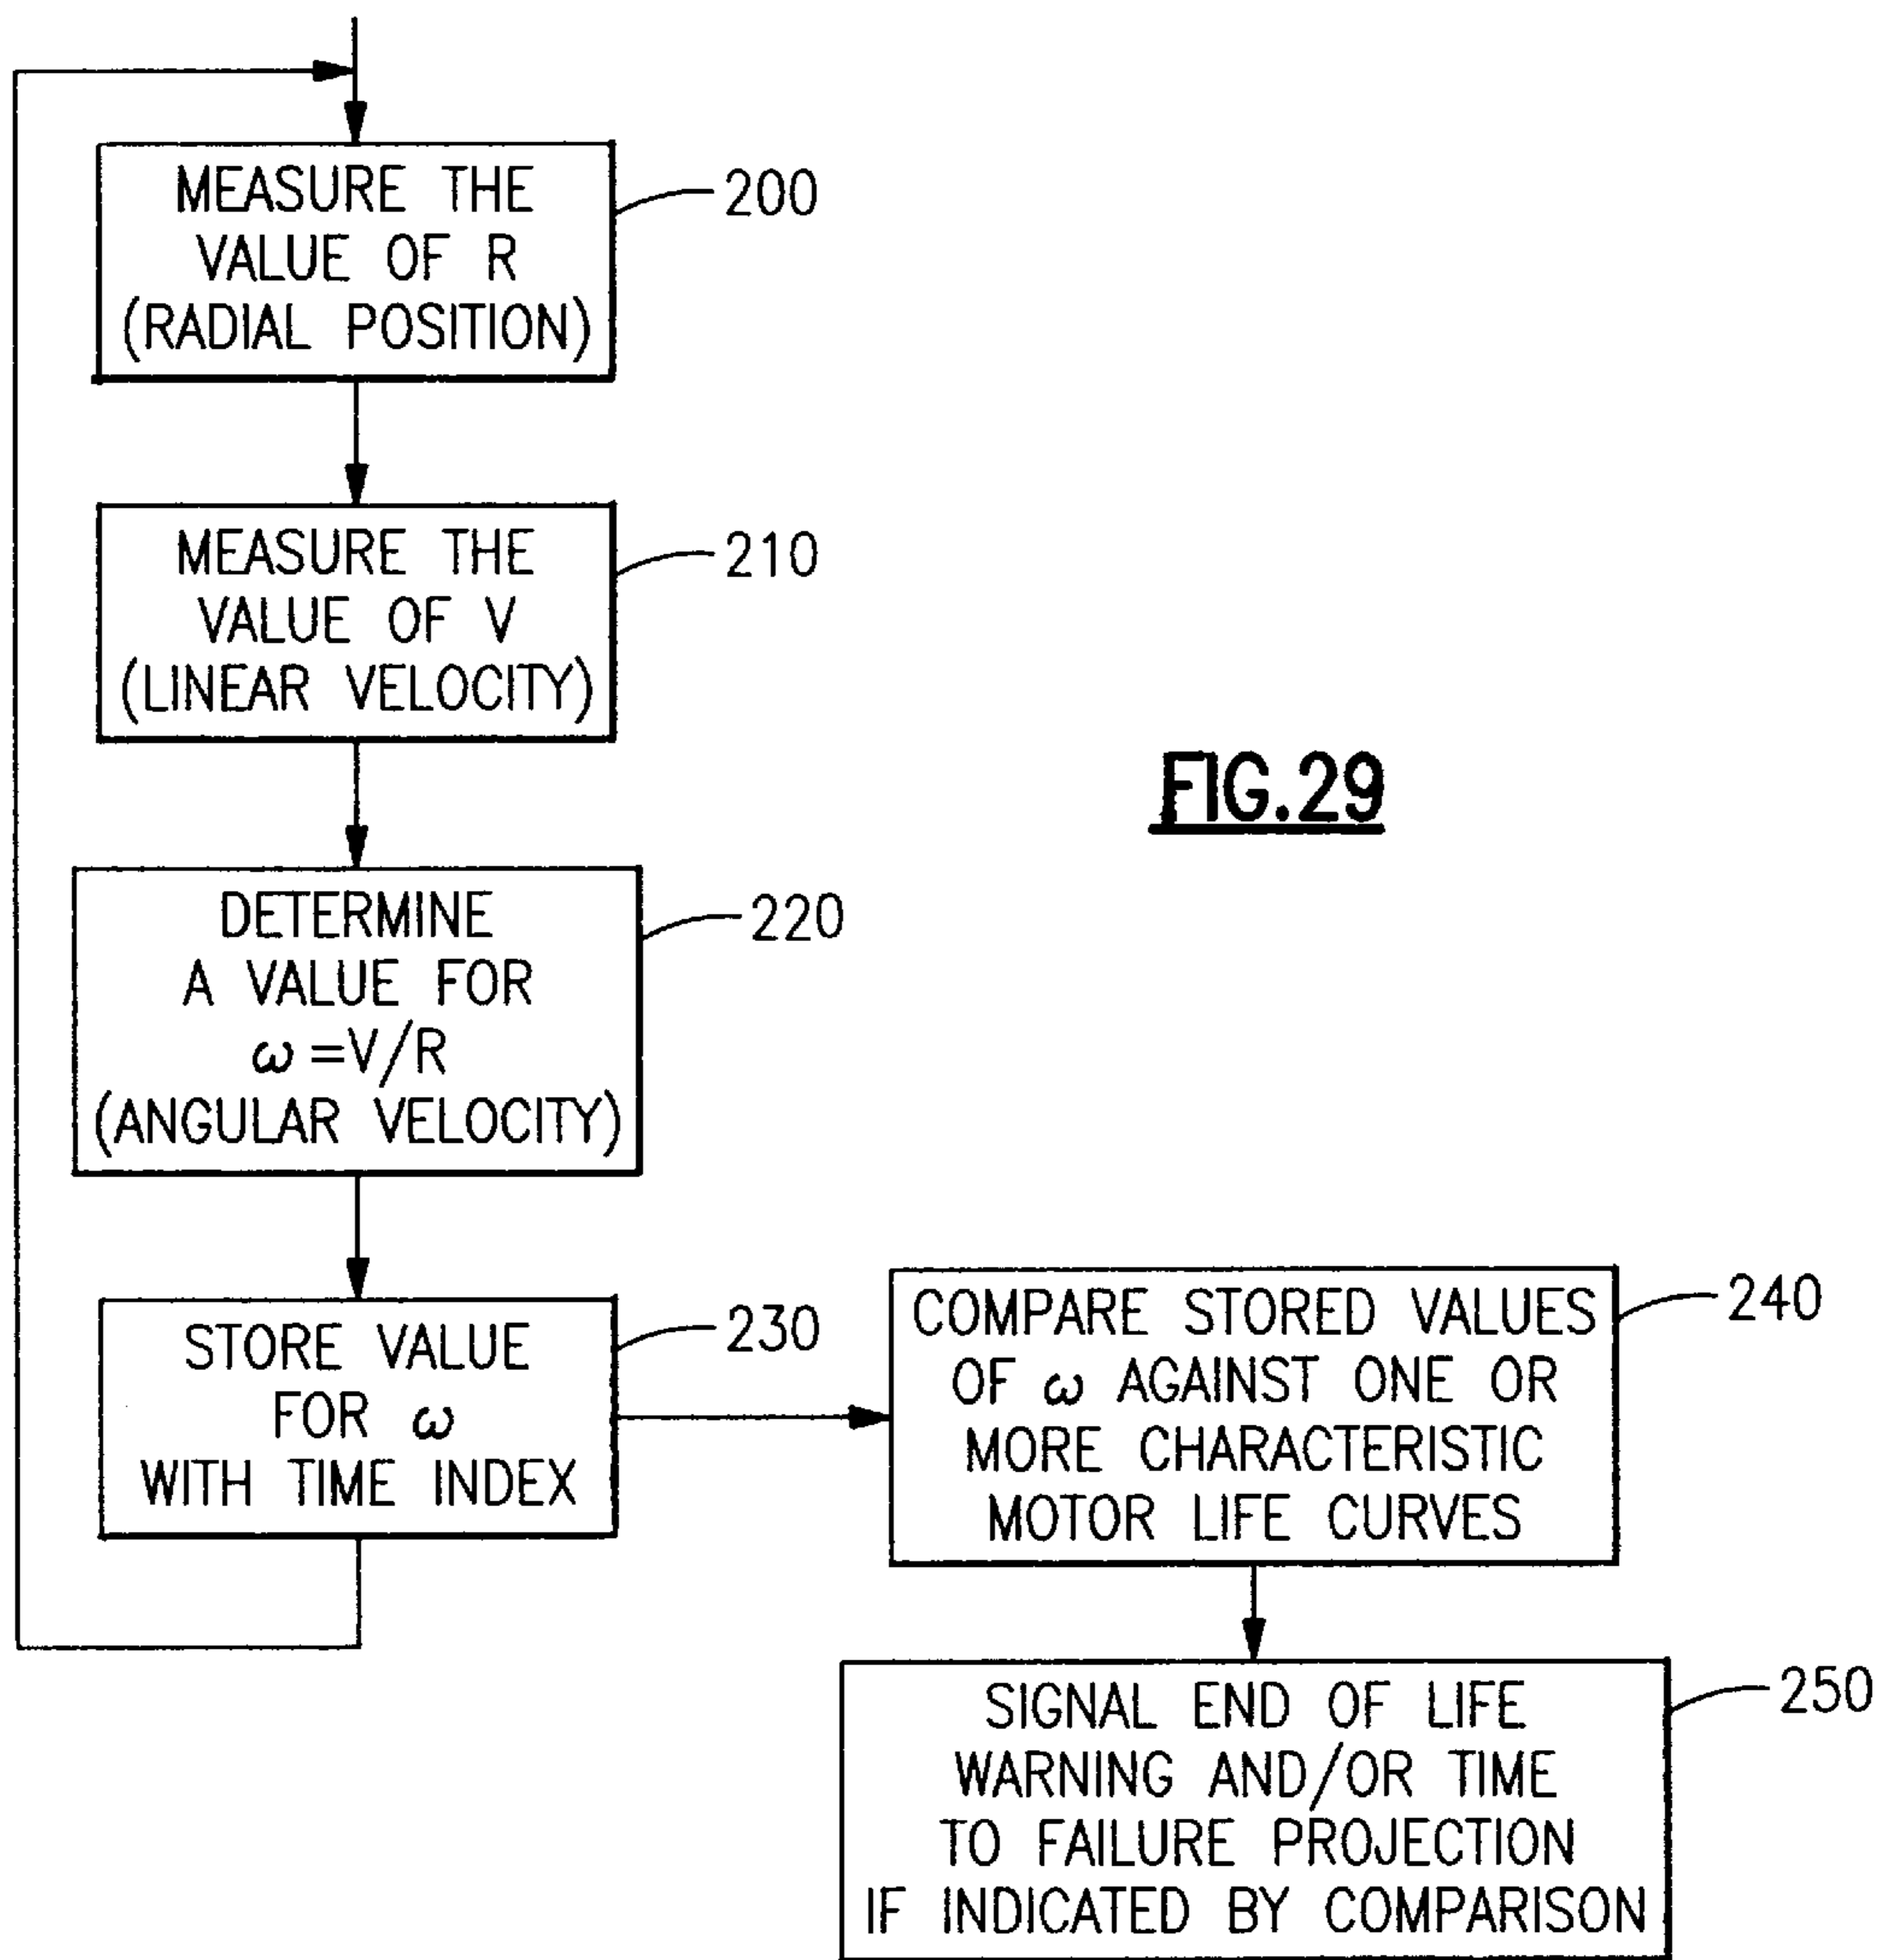 MEASURE THE
VALUE OF R
(RADIAL POSITION)
200
MEASURE THE
VALUE OF V
(LINEAR VELOCITY)
210
FIG.29
DETERMINE
A VALUE FOR
ω=V/R
(ANGULAR VELOCITY)
220
STORE VALUE
FOR ω
WITH TIME INDEX
230
COMPARE STORED VALUES
OF ω AGAINST ONE OR
MORE CHARACTERISTIC
MOTOR LIFE CURVES
240
SIGNAL END OF LIFE
WARNING AND/OR TIME
TO FAILURE PROJECTION
IF INDICATED BY COMPARISON
250